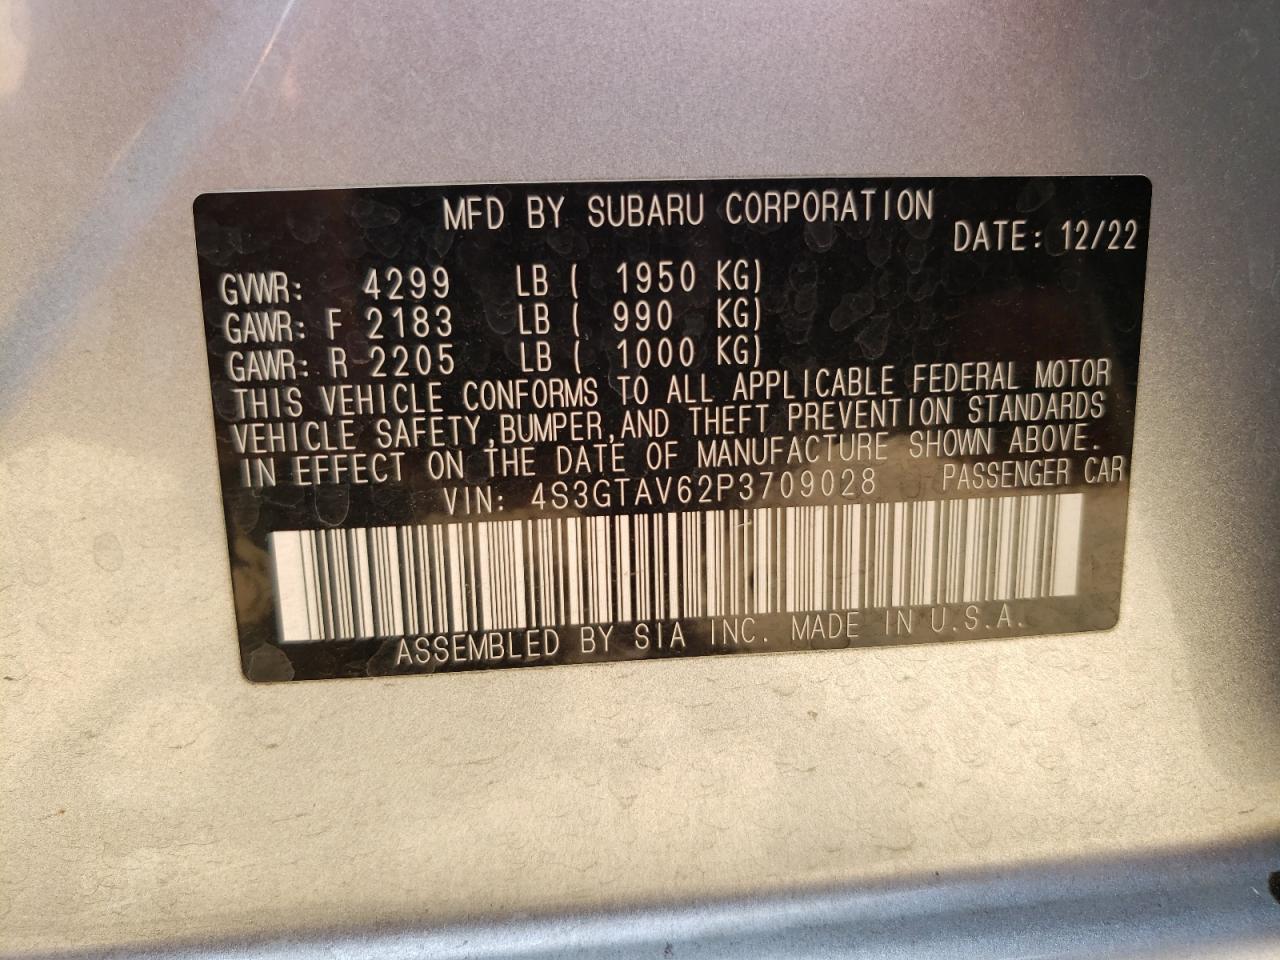 MFD BY SUBARU CORPORATION
DATE: 12/22
GVWR: 4299 LB ( 1950 KG)
GAWR: F 2183 LB ( 990 KG)
GAWR: R 2205 LB ( 1000 KG)
THIS VEHICLE CONFORMS TO ALL APPLICABLE FEDERAL MOTOR
VEHICLE SAFETY,BUMPER,AND THEFT PREVENTION STANDARDS
IN EFFECT ON THE DATE OF MANUFACTURE SHOWN ABOVE.
VIN: 4S3GTAV62P3709028 PASSENGER CAR
ASSEMBLED BY SIA INC. MADE IN U.S.A.